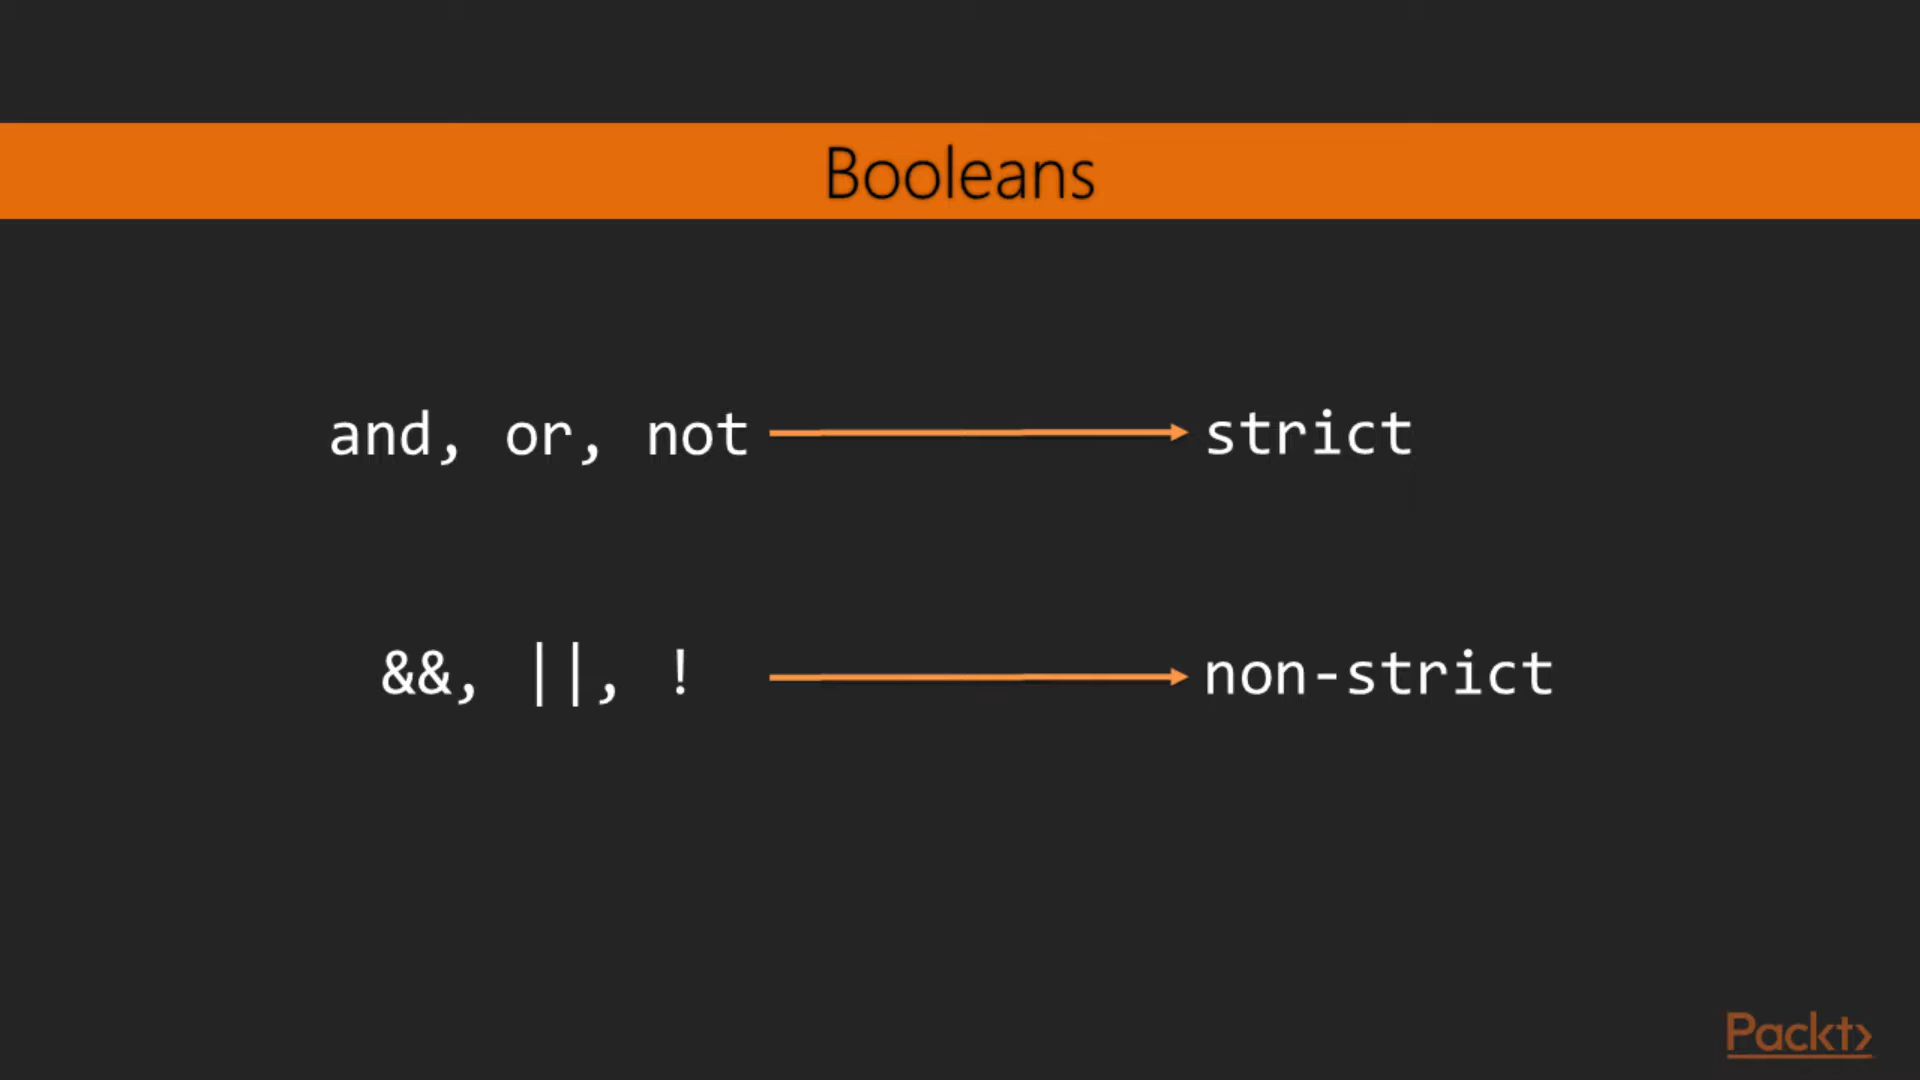 Booleans
and, or, not strict
&&, ||, ! non-strict
Packt>